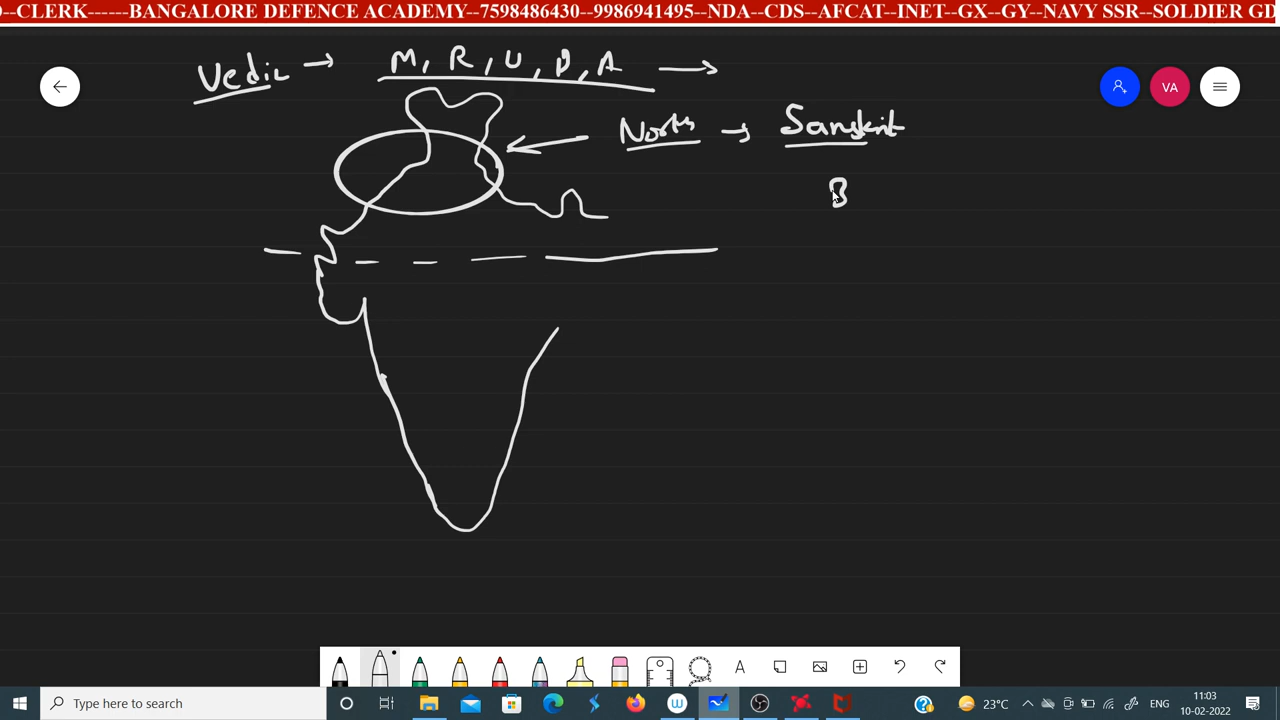 D--CLERK------BANGALORE DEFENCE ACADEMY--7598486430--9986941495--NDA--CDS--AFCAT--INET--GX--GY--NAVY SSR--SOLDIER GD
Vedic → M, R, U, P, A →
VA
North → Sanskrit
B
A
Type here to search
23°C
ENG
11:03
10-02-2022